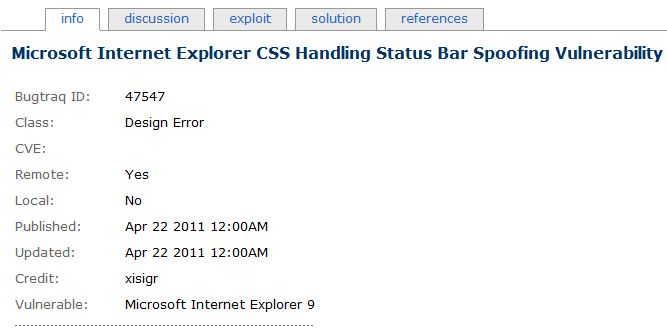 info discussion exploit solution references
Microsoft Internet Explorer CSS Handling Status Bar Spoofing Vulnerability
Bugtraq ID: 47547
Class: Design Error
CVE:
Remote: Yes
Local: No
Published: Apr 22 2011 12:00AM
Updated: Apr 22 2011 12:00AM
Credit: xisigr
Vulnerable: Microsoft Internet Explorer 9